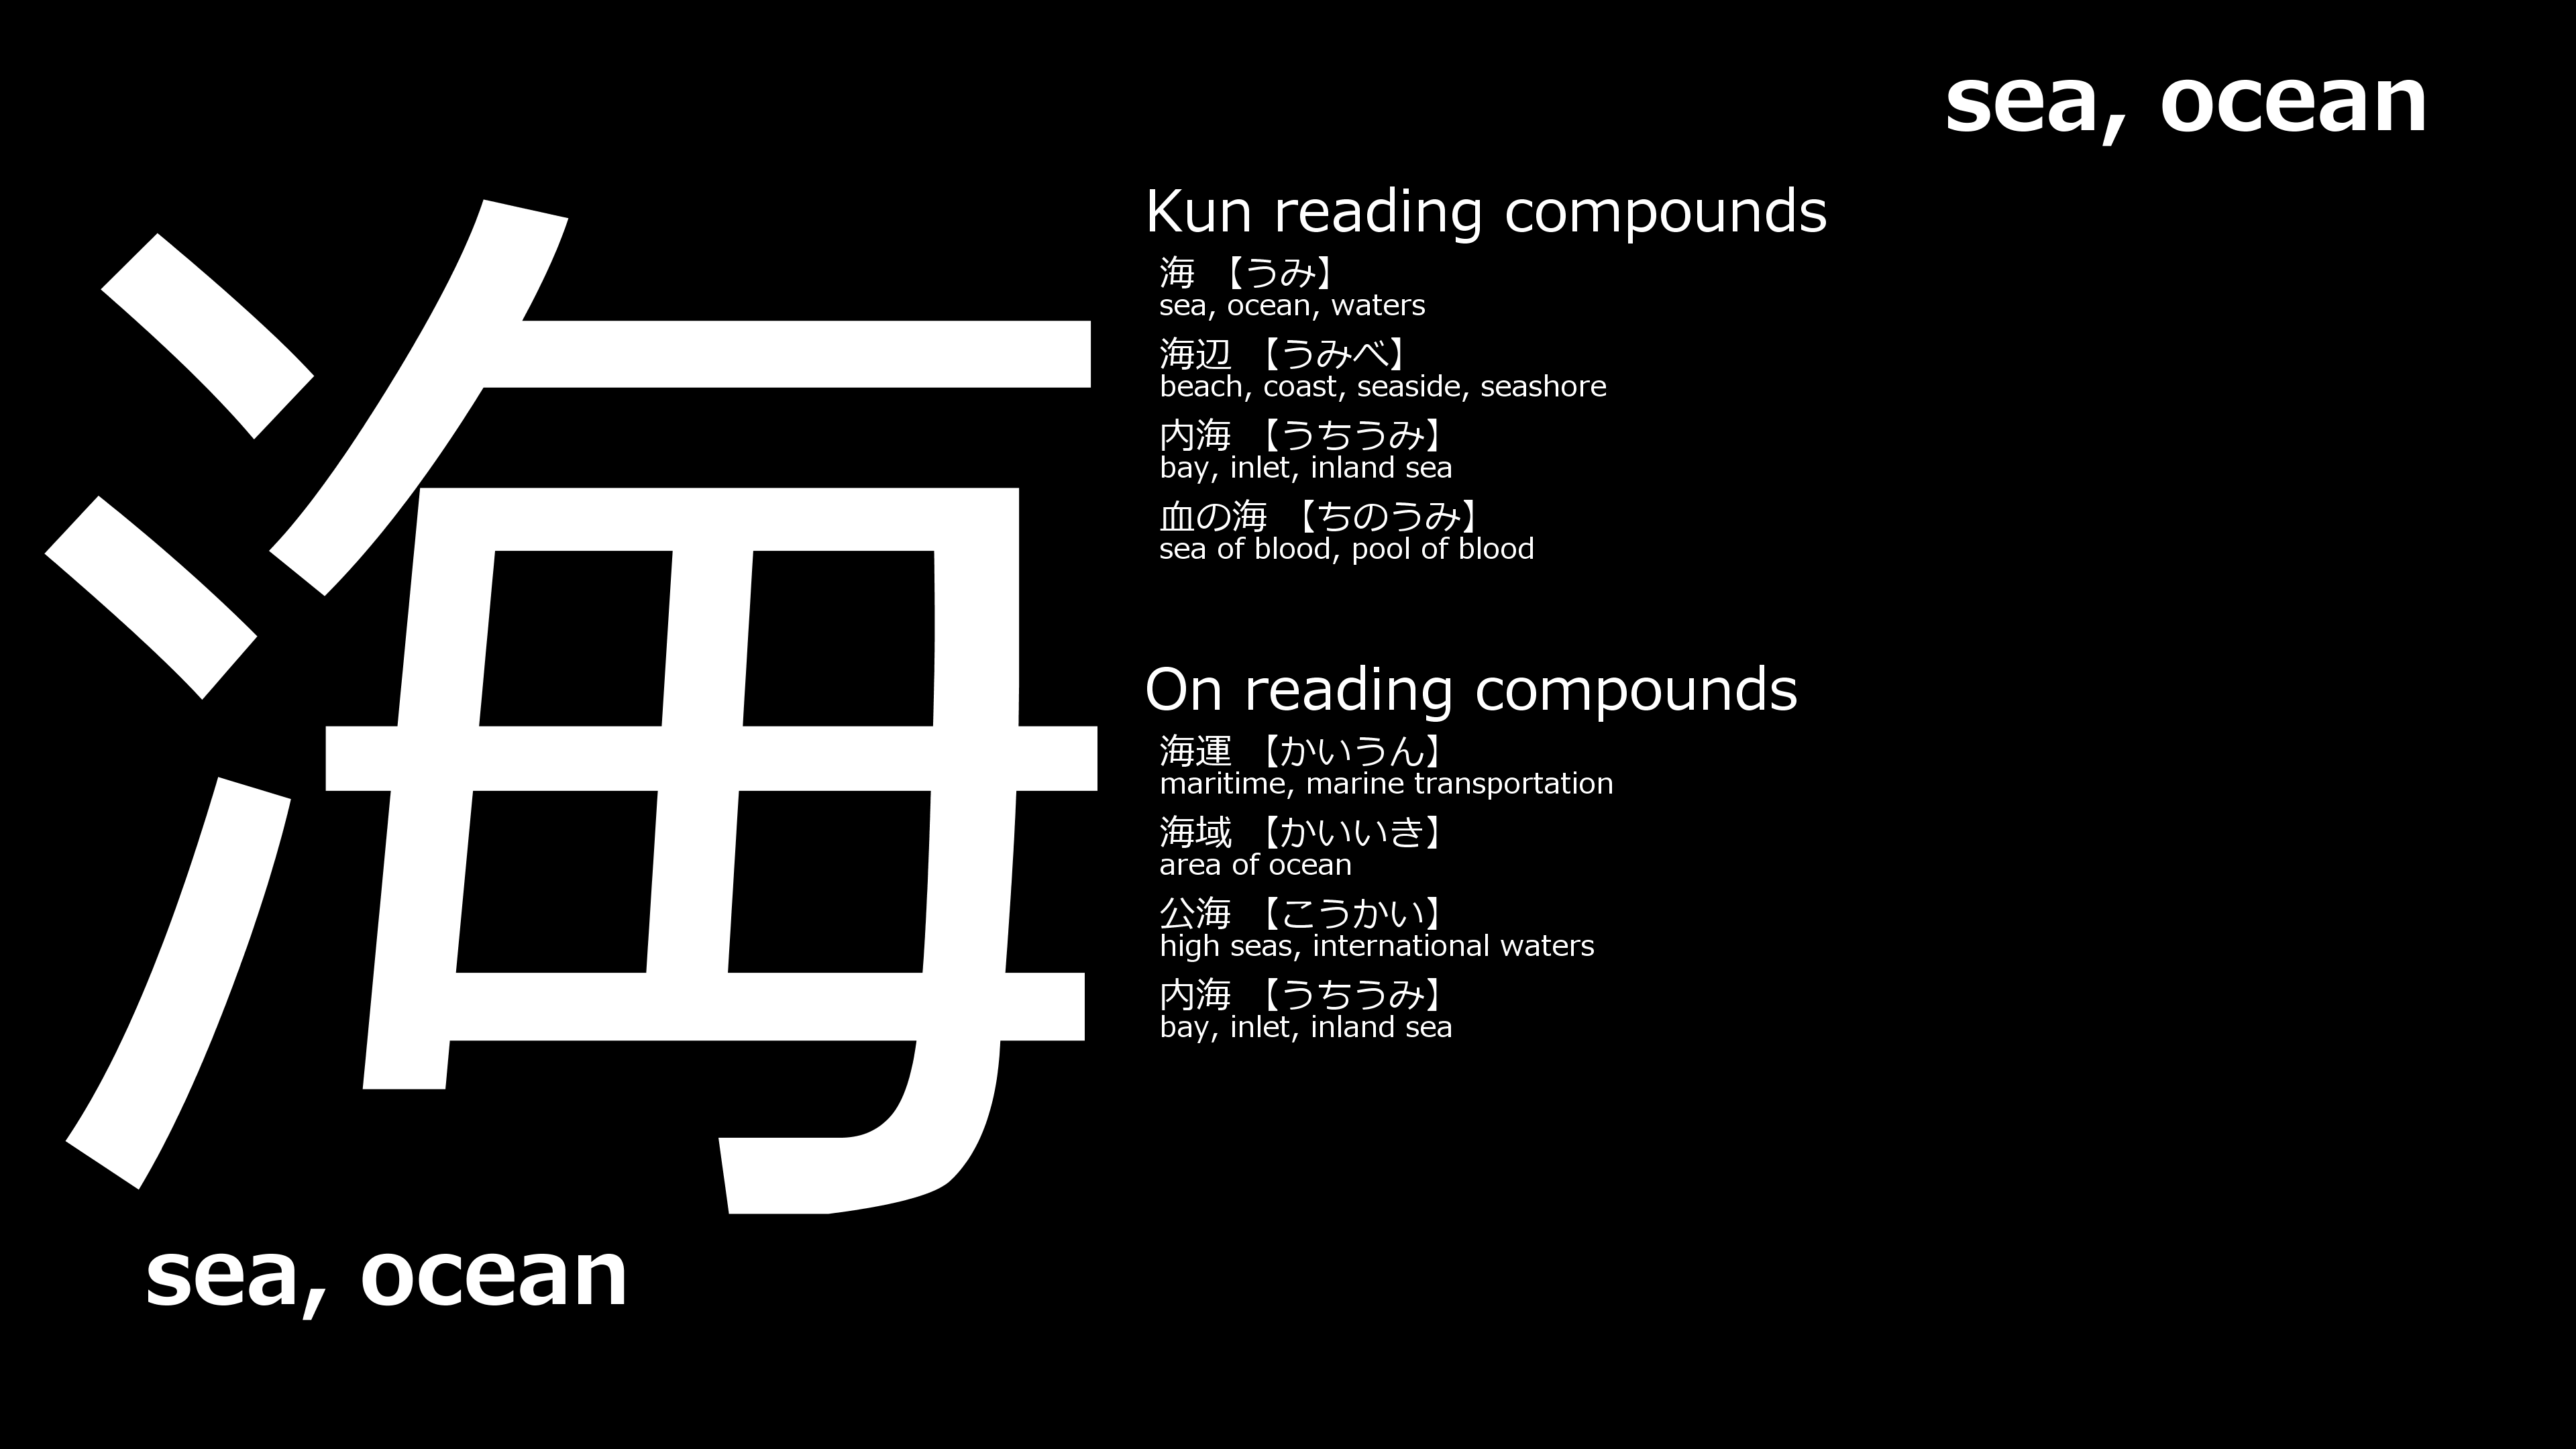 sea, ocean
海
Kun reading compounds
海 【うみ】
sea, ocean, waters
海辺 【うみべ】
beach, coast, seaside, seashore
内海 【うちうみ】
bay, inlet, inland sea
血の海 【ちのうみ】
sea of blood, pool of blood
On reading compounds
海運 【かいうん】
maritime, marine transportation
海域 【かいいき】
area of ocean
公海 【こうかい】
high seas, international waters
内海 【うちうみ】
bay, inlet, inland sea
sea, ocean